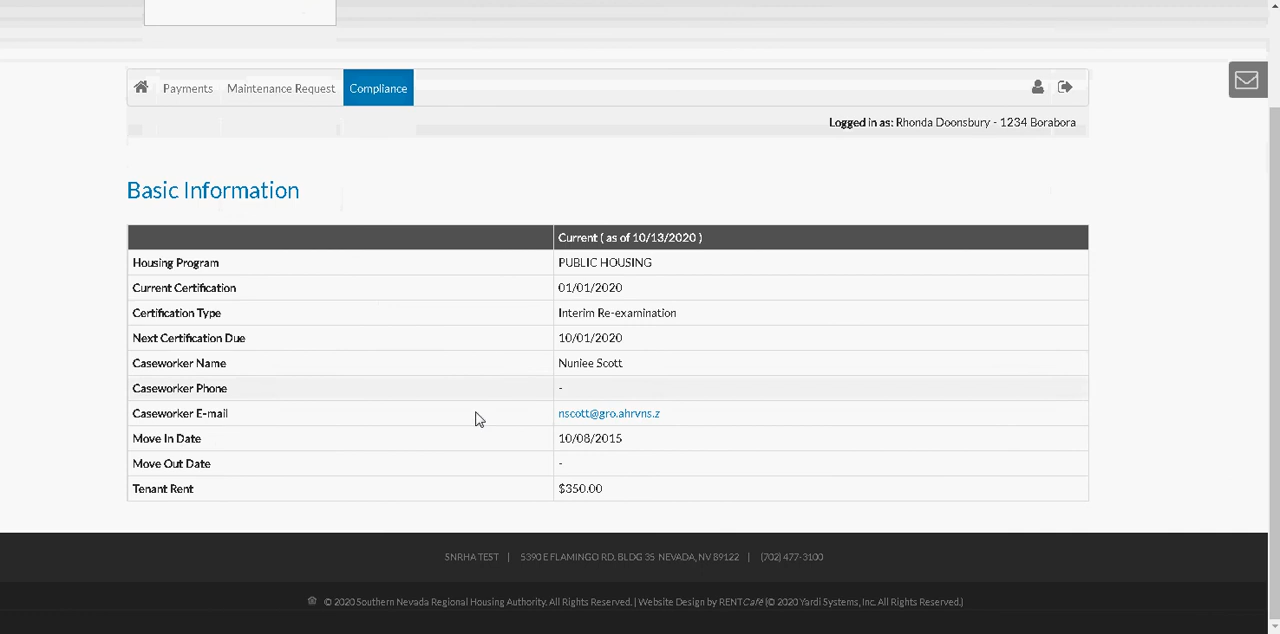 Payments Maintenance Request Compliance
Logged in as: Rhonda Doonsbury - 1234 Borabora
Basic Information
Current ( as of 10/13/2020 )
Housing Program PUBLIC HOUSING
Current Certification 01/01/2020
Certification Type Interim Re-examination
Next Certification Due 10/01/2020
Caseworker Name Nuniee Scott
Caseworker Phone -
Caseworker E-mail nscott@gro.ahrvns.z
Move In Date 10/08/2015
Move Out Date -
Tenant Rent $350.00
SNRHA TEST | 5390 E FLAMINGO RD. BLDG 35 NEVADA, NV 89122 | (702) 477-3100
© 2020 Southern Nevada Regional Housing Authority. All Rights Reserved. | Website Design by RENTCafé (© 2020 Yardi Systems, Inc. All Rights Reserved.)